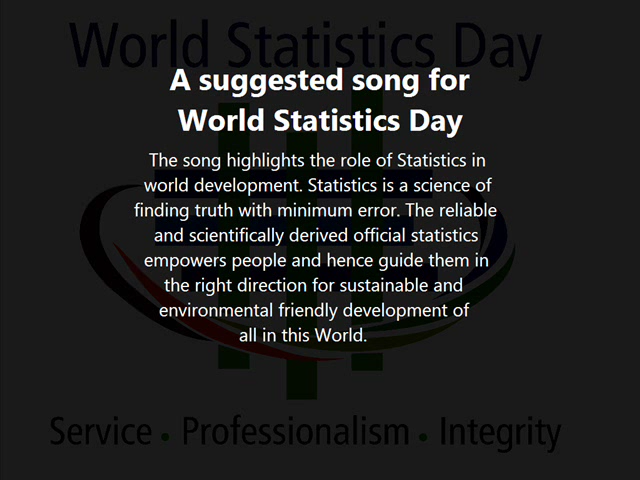 World Statistics Day
A suggested song for
World Statistics Day
The song highlights the role of Statistics in
world development. Statistics is a science of
finding truth with minimum error. The reliable
and scientifically derived official statistics
empowers people and hence guide them in
the right direction for sustainable and
environmental friendly development of
all in this World.
Service • Professionalism • Integrity